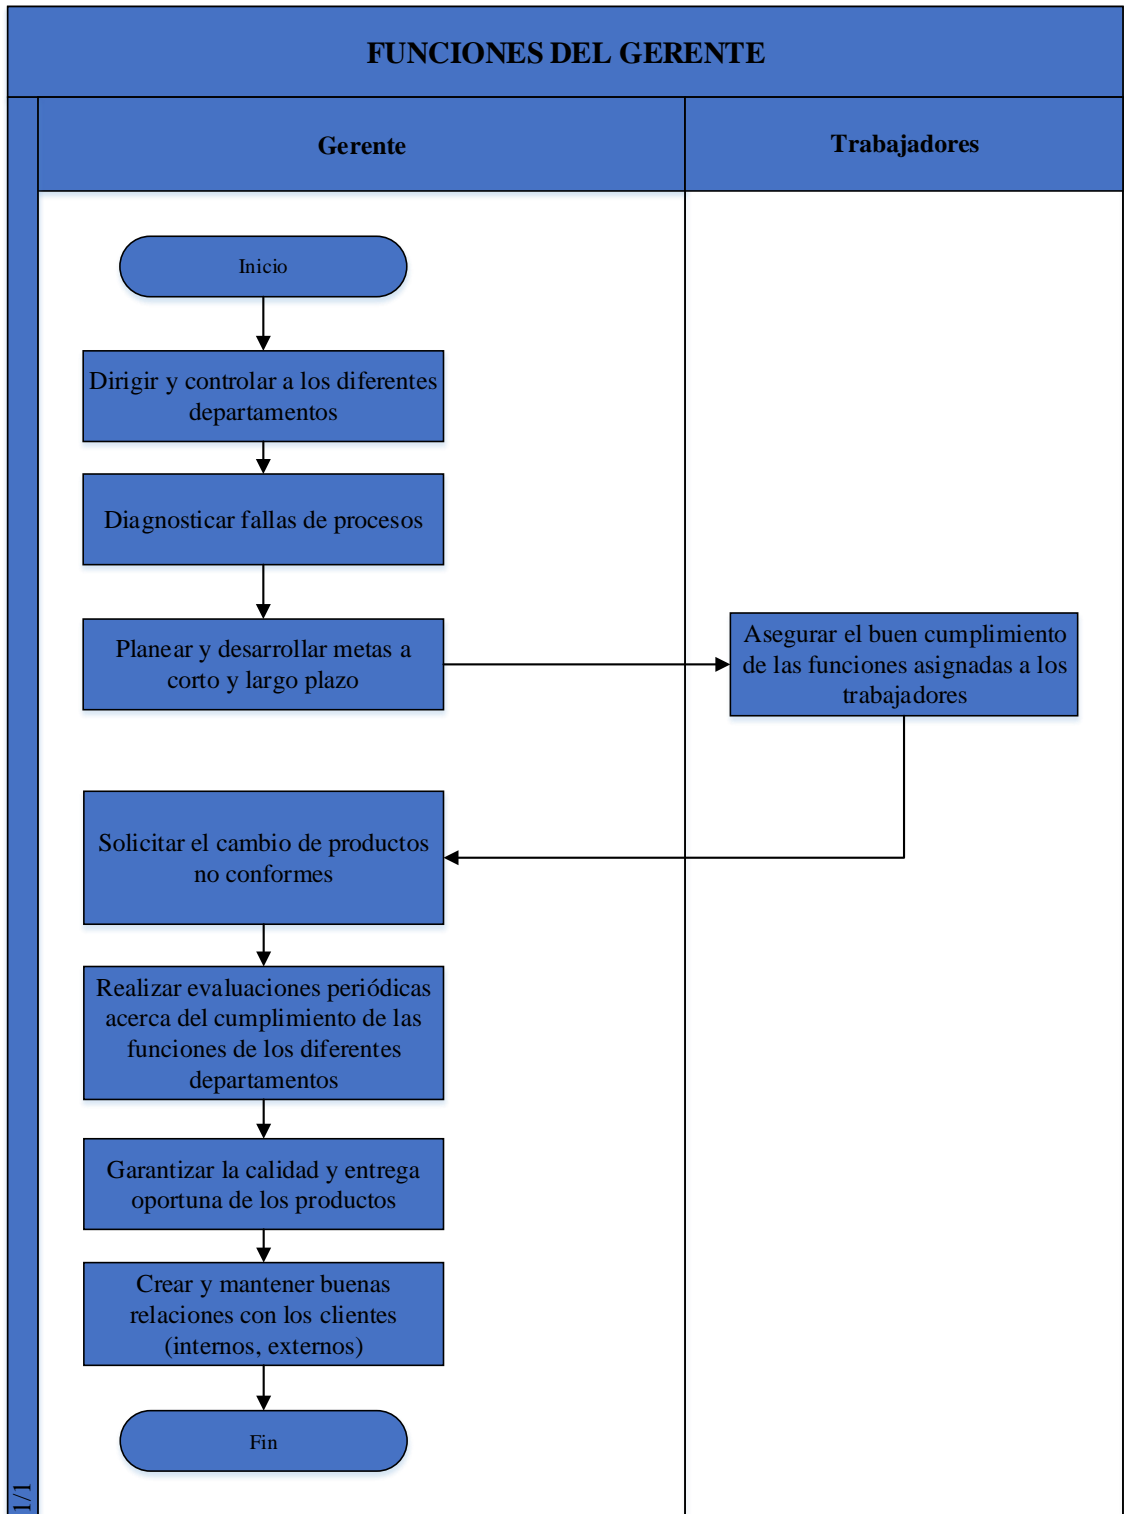 FUNCIONES DEL GERENTE
Gerente
Trabajadores
Inicio
Dirigir y controlar a los diferentes
departamentos
Diagnosticar fallas de procesos
Planear y desarrollar metas a
corto y largo plazo
Asegurar el buen cumplimiento
de las funciones asignadas a los
trabajadores
Solicitar el cambio de productos
no conformes
Realizar evaluaciones periódicas
acerca del cumplimiento de las
funciones de los diferentes
departamentos
Garantizar la calidad y entrega
oportuna de los productos
Crear y mantener buenas
relaciones con los clientes
(internos, externos)
Fin
1/1